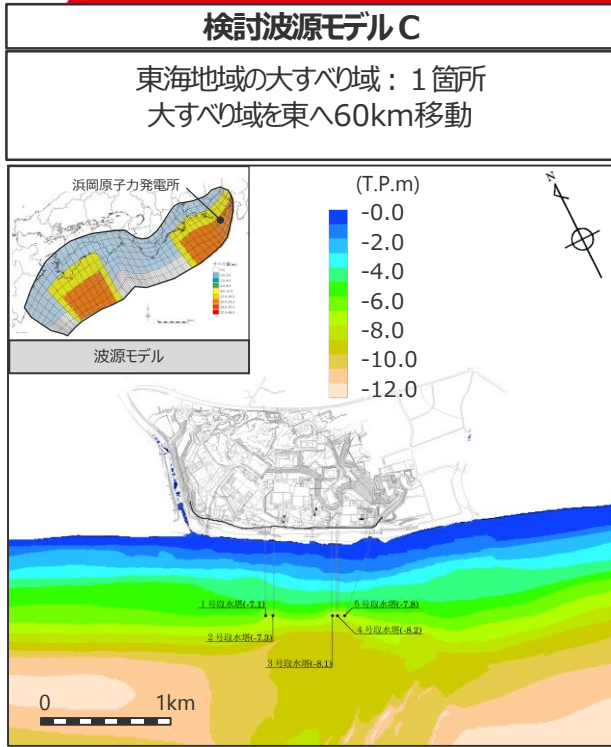 検討波源モデルC
東海地域の大すべり域：１箇所
大すべり域を東へ60km移動
浜岡原子力発電所
波源モデル
(T.P.m)
-0.0
-2.0
-4.0
-6.0
-8.0
-10.0
-12.0
N
1号取水塔(-7.1)
5号取水塔(-7.8)
2号取水塔(-7.3)
4号取水塔(-8.2)
3号取水塔(-8.1)
0 1km